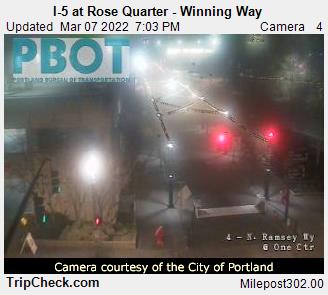 I-5 at Rose Quarter - Winning Way
Updated Mar 07 2022 7:03 PM Camera 4
PBOT
PORTLAND BUREAU OF TRANSPORTATION
4 - N. Ramsey Wy
@ One Ctr
Camera courtesy of the City of Portland
TripCheck.com Milepost302.00